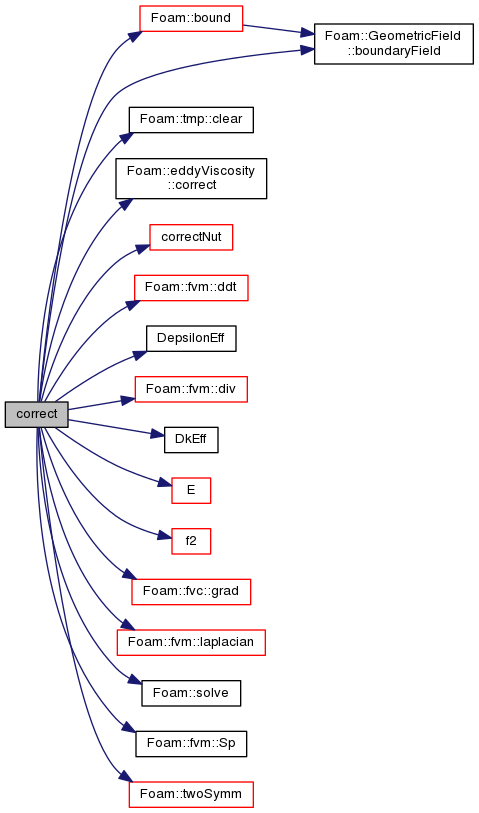 Foam::bound
Foam::GeometricField
::boundaryField
Foam::tmp::clear
Foam::eddyViscosity
::correct
correctNut
Foam::fvm::ddt
DepsilonEff
Foam::fvm::div
correct
DkEff
E
f2
Foam::fvc::grad
Foam::fvm::laplacian
Foam::solve
Foam::fvm::Sp
Foam::twoSymm